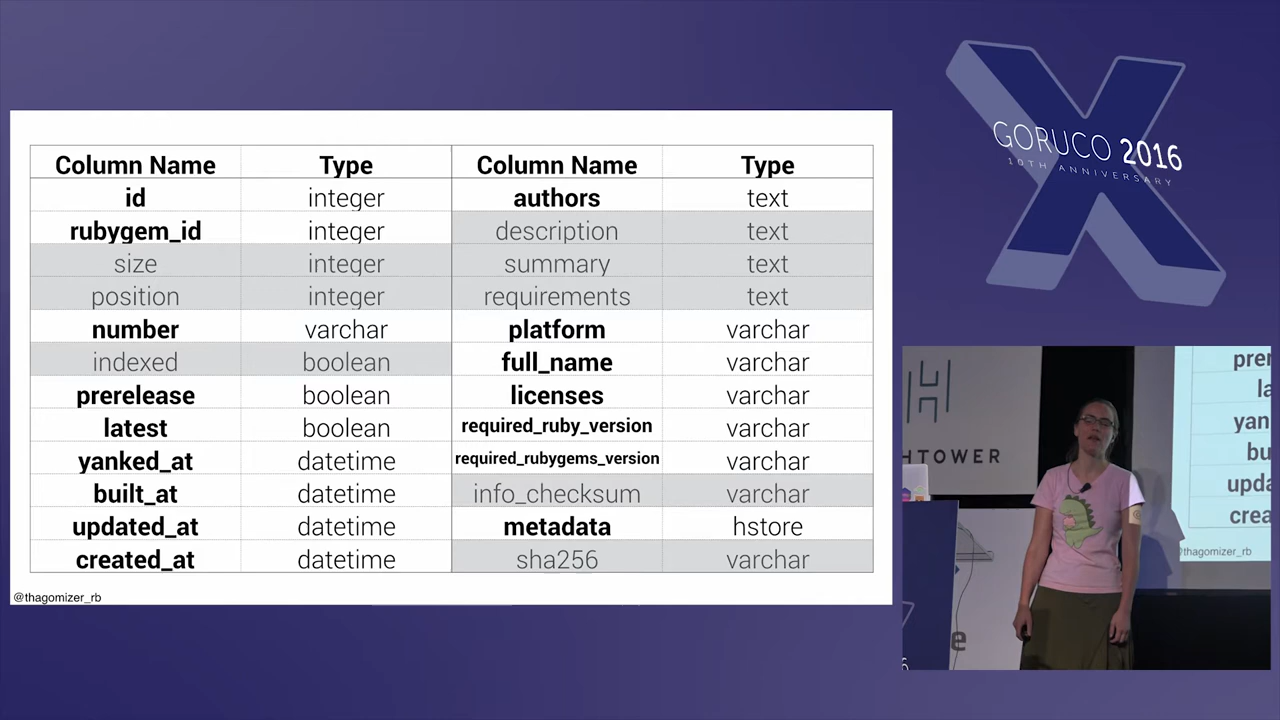 Column Name Type Column Name Type
id integer authors text
rubygem_id integer description text
size integer summary text
position integer requirements text
number varchar platform varchar
indexed boolean full_name varchar
prerelease boolean licenses varchar
latest boolean required_ruby_version varchar
yanked_at datetime required_rubygems_version varchar
built_at datetime info_checksum varchar
updated_at datetime metadata hstore
created_at datetime sha256 varchar
@thagomizer_rb
GORUCO 2016
10TH ANNIVERSARY
HTOWER
prer
la
yan
bu
upda
crea
@thagomizer_rb
e
6